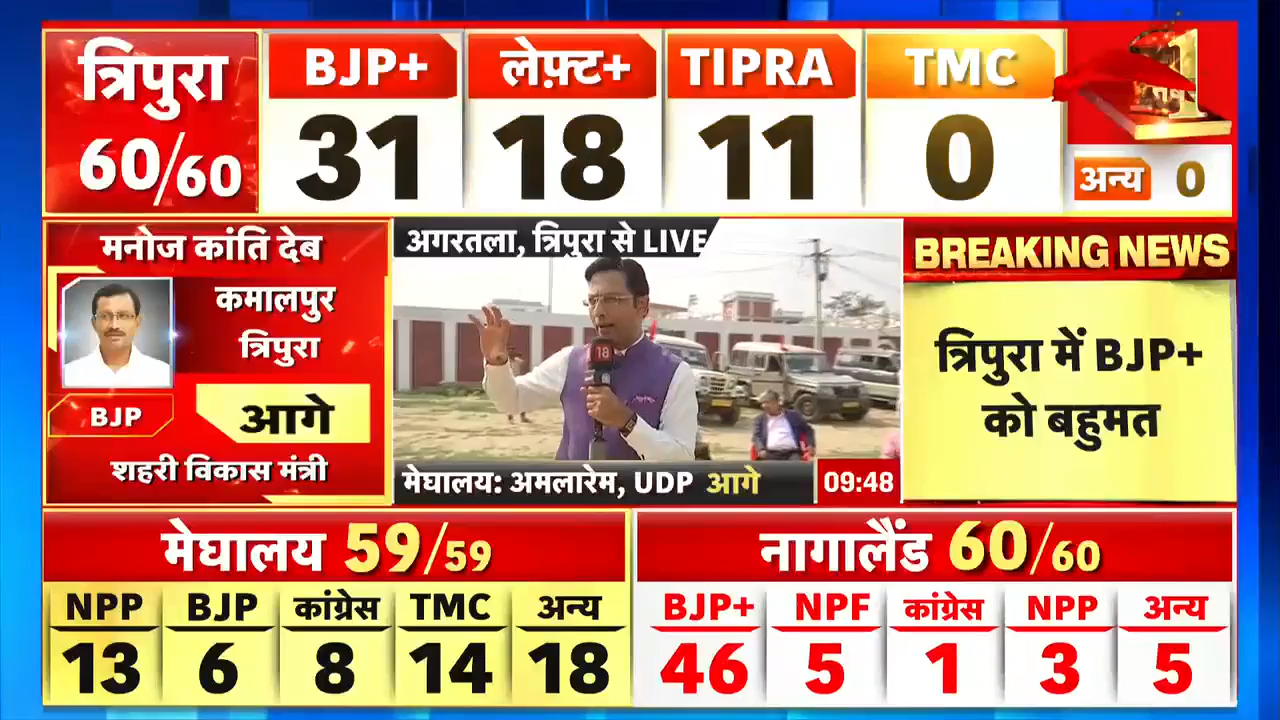 त्रिपुरा
60/60
BJP+
31
लेफ़्ट+
18
TIPRA
11
TMC
0
1
अन्य 0
मनोज कांति देब
कमालपुर
त्रिपुरा
BJP
आगे
शहरी विकास मंत्री
अगरतला, त्रिपुरा से LIVE
18
मेघालय: अमलारेम, UDP आगे
09:48
BREAKING NEWS
त्रिपुरा में BJP+
को बहुमत
मेघालय 59/59
NPP BJP कांग्रेस TMC अन्य
13 6 8 14 18
नागालैंड 60/60
BJP+ NPF कांग्रेस NPP अन्य
46 5 1 3 5